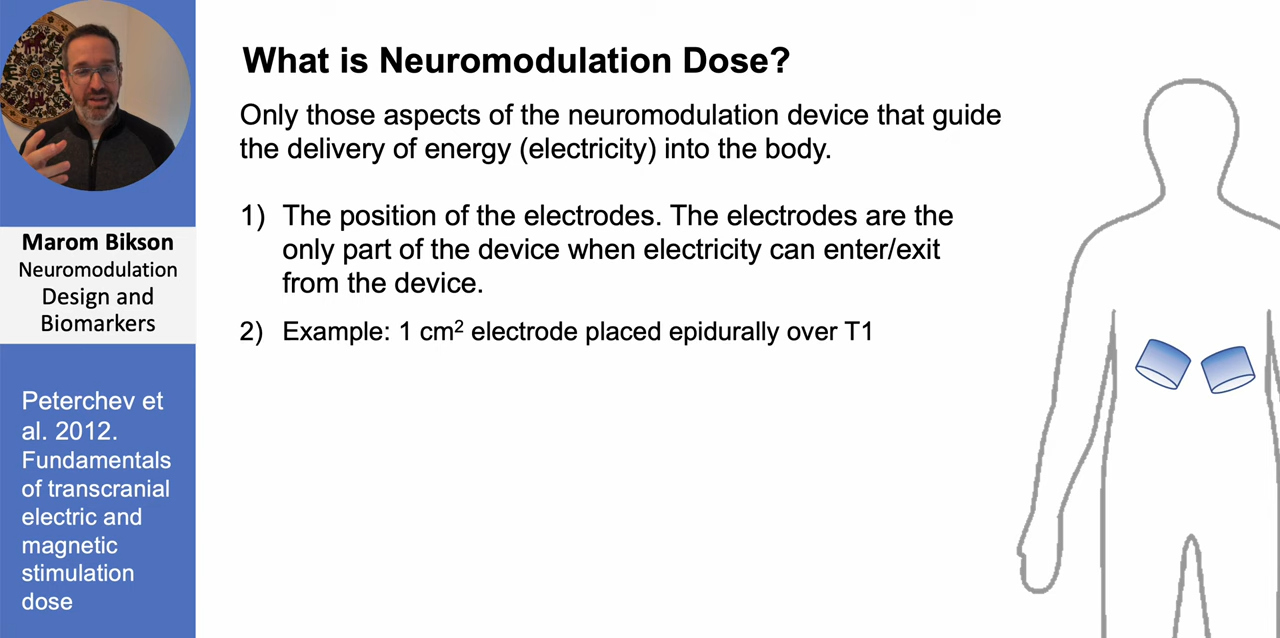 What is Neuromodulation Dose?
Only those aspects of the neuromodulation device that guide
the delivery of energy (electricity) into the body.
1) The position of the electrodes. The electrodes are the
only part of the device when electricity can enter/exit
from the device.
2) Example: 1 cm² electrode placed epidurally over T1
Marom Bikson
Neuromodulation
Design and
Biomarkers
Peterchev et
al. 2012.
Fundamentals
of transcranial
electric and
magnetic
stimulation
dose